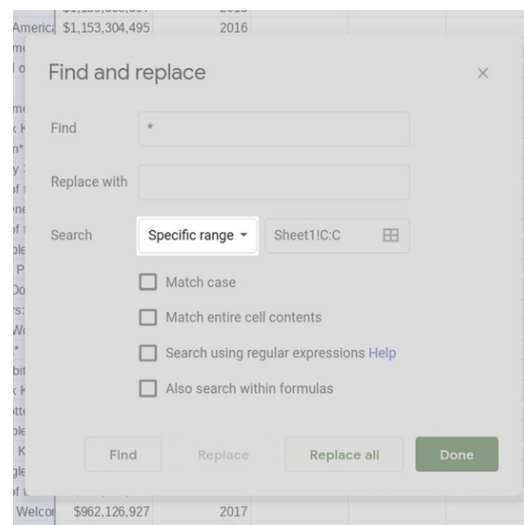 America $1,153,304,495 2016
Find and replace
Find *
Replace with
Search Specific range Sheet1!C:C
Match case
Match entire cell contents
Search using regular expressions Help
Also search within formulas
Find Replace Replace all Done
Welcor $962,126,927 2017